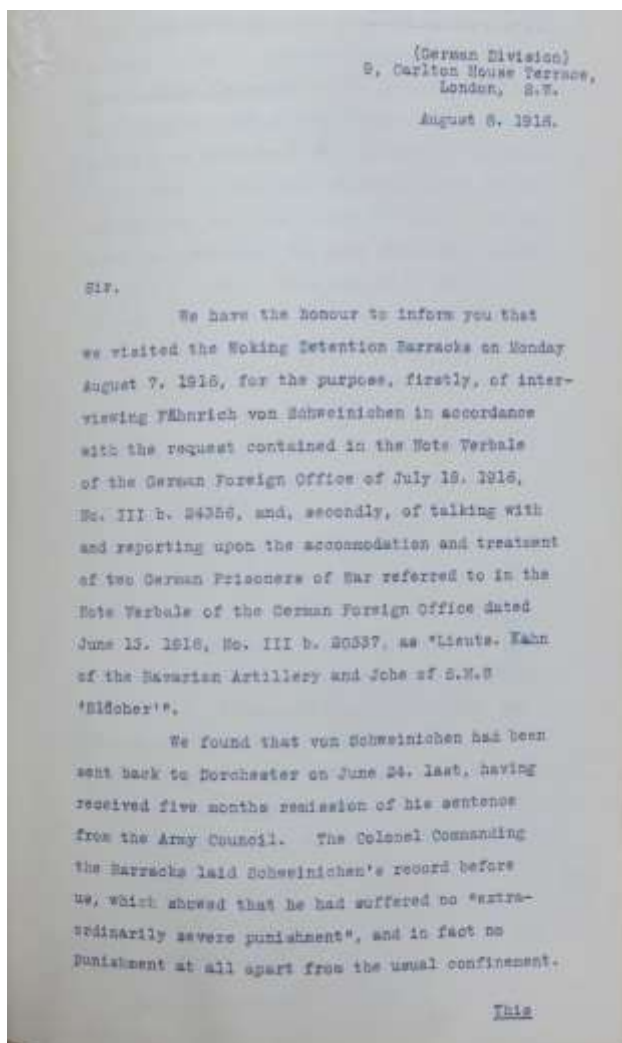 (German Division)
9, Carlton House Terrace,
London, S.W.
August 8. 1916.
Sir,
We have the honour to inform you that
we visited the Woking Detention Barracks on Monday
August 7. 1916, for the purpose, firstly, of inter-
viewing Fähnrich von Schweinichen in accordance
with the request contained in the Note Verbale
of the German Foreign Office of July 18. 1916,
No. III b. 24356, and, secondly, of talking with
and reporting upon the accommodation and treatment
of two German Prisoners of War referred to in the
Note Verbale of the German Foreign Office dated
June 13. 1916, No. III b. 20537, as "Lieuts. Kahn
of the Bavarian Artillery and Jobs of S.M.S
'Blücher'".
We found that von Schweinichen had been
sent back to Dorchester on June 24. last, having
received five months remission of his sentence
from the Army Council. The Colonel Commanding
the Barracks laid Schweinichen's record before
us, which showed that he had suffered no "extra-
ordinarily severe punishment", and in fact no
punishment at all apart from the usual confinement.
This